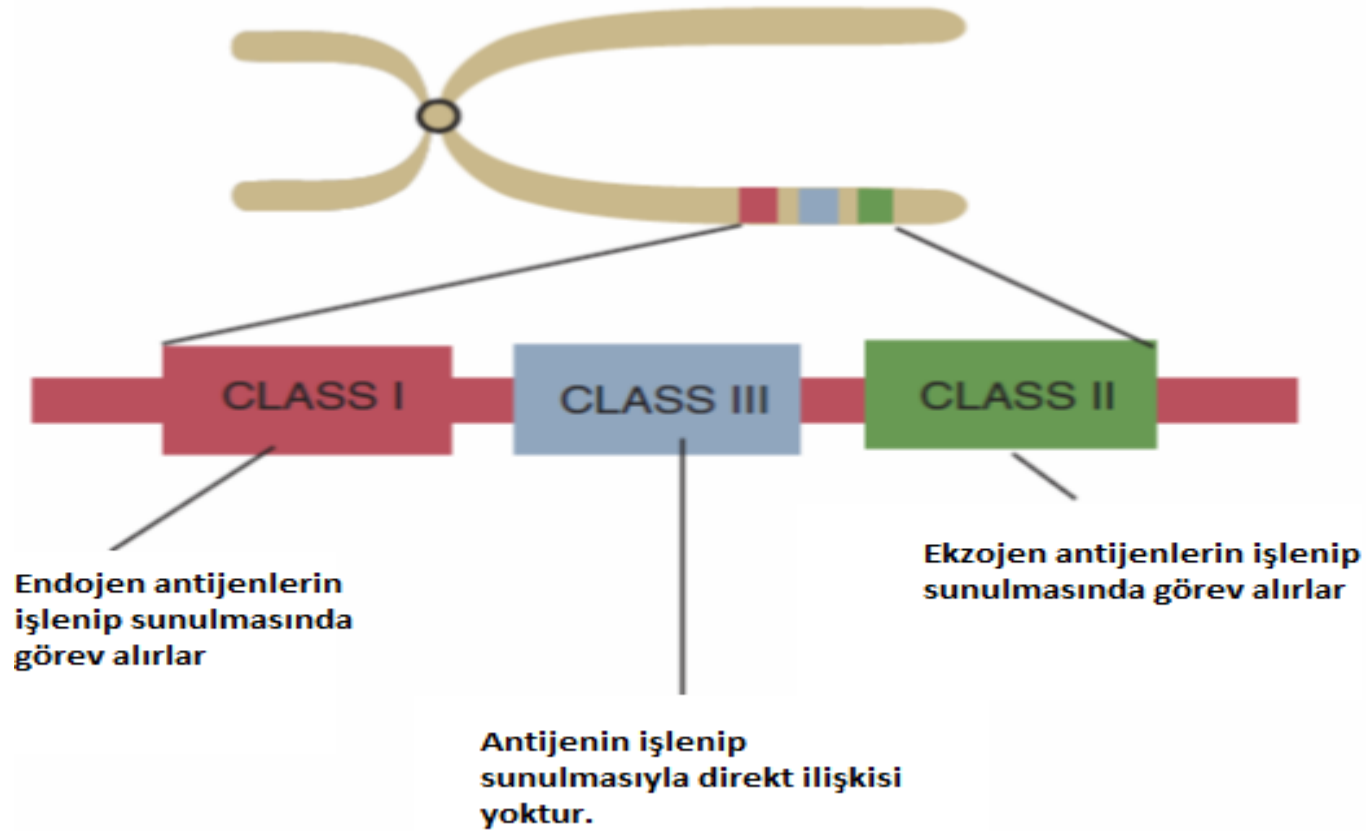 CLASS I
CLASS III
CLASS II
Endojen antijenlerin
işlenip sunulmasında
görev alırlar
Ekzojen antijenlerin işlenip
sunulmasında görev alırlar
Antijenin işlenip
sunulmasıyla direkt ilişkisi
yoktur.